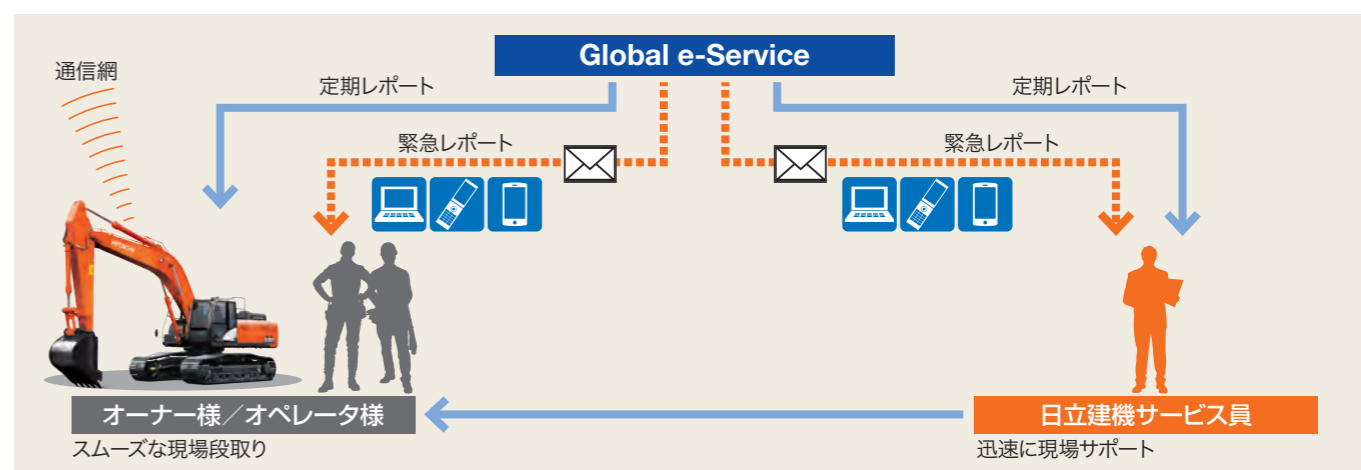 Global e-Service
通信網
定期レポート
定期レポート
緊急レポート
緊急レポート
HITACHI
オーナー様／オペレータ様
日立建機サービス員
スムーズな現場段取り
迅速に現場サポート